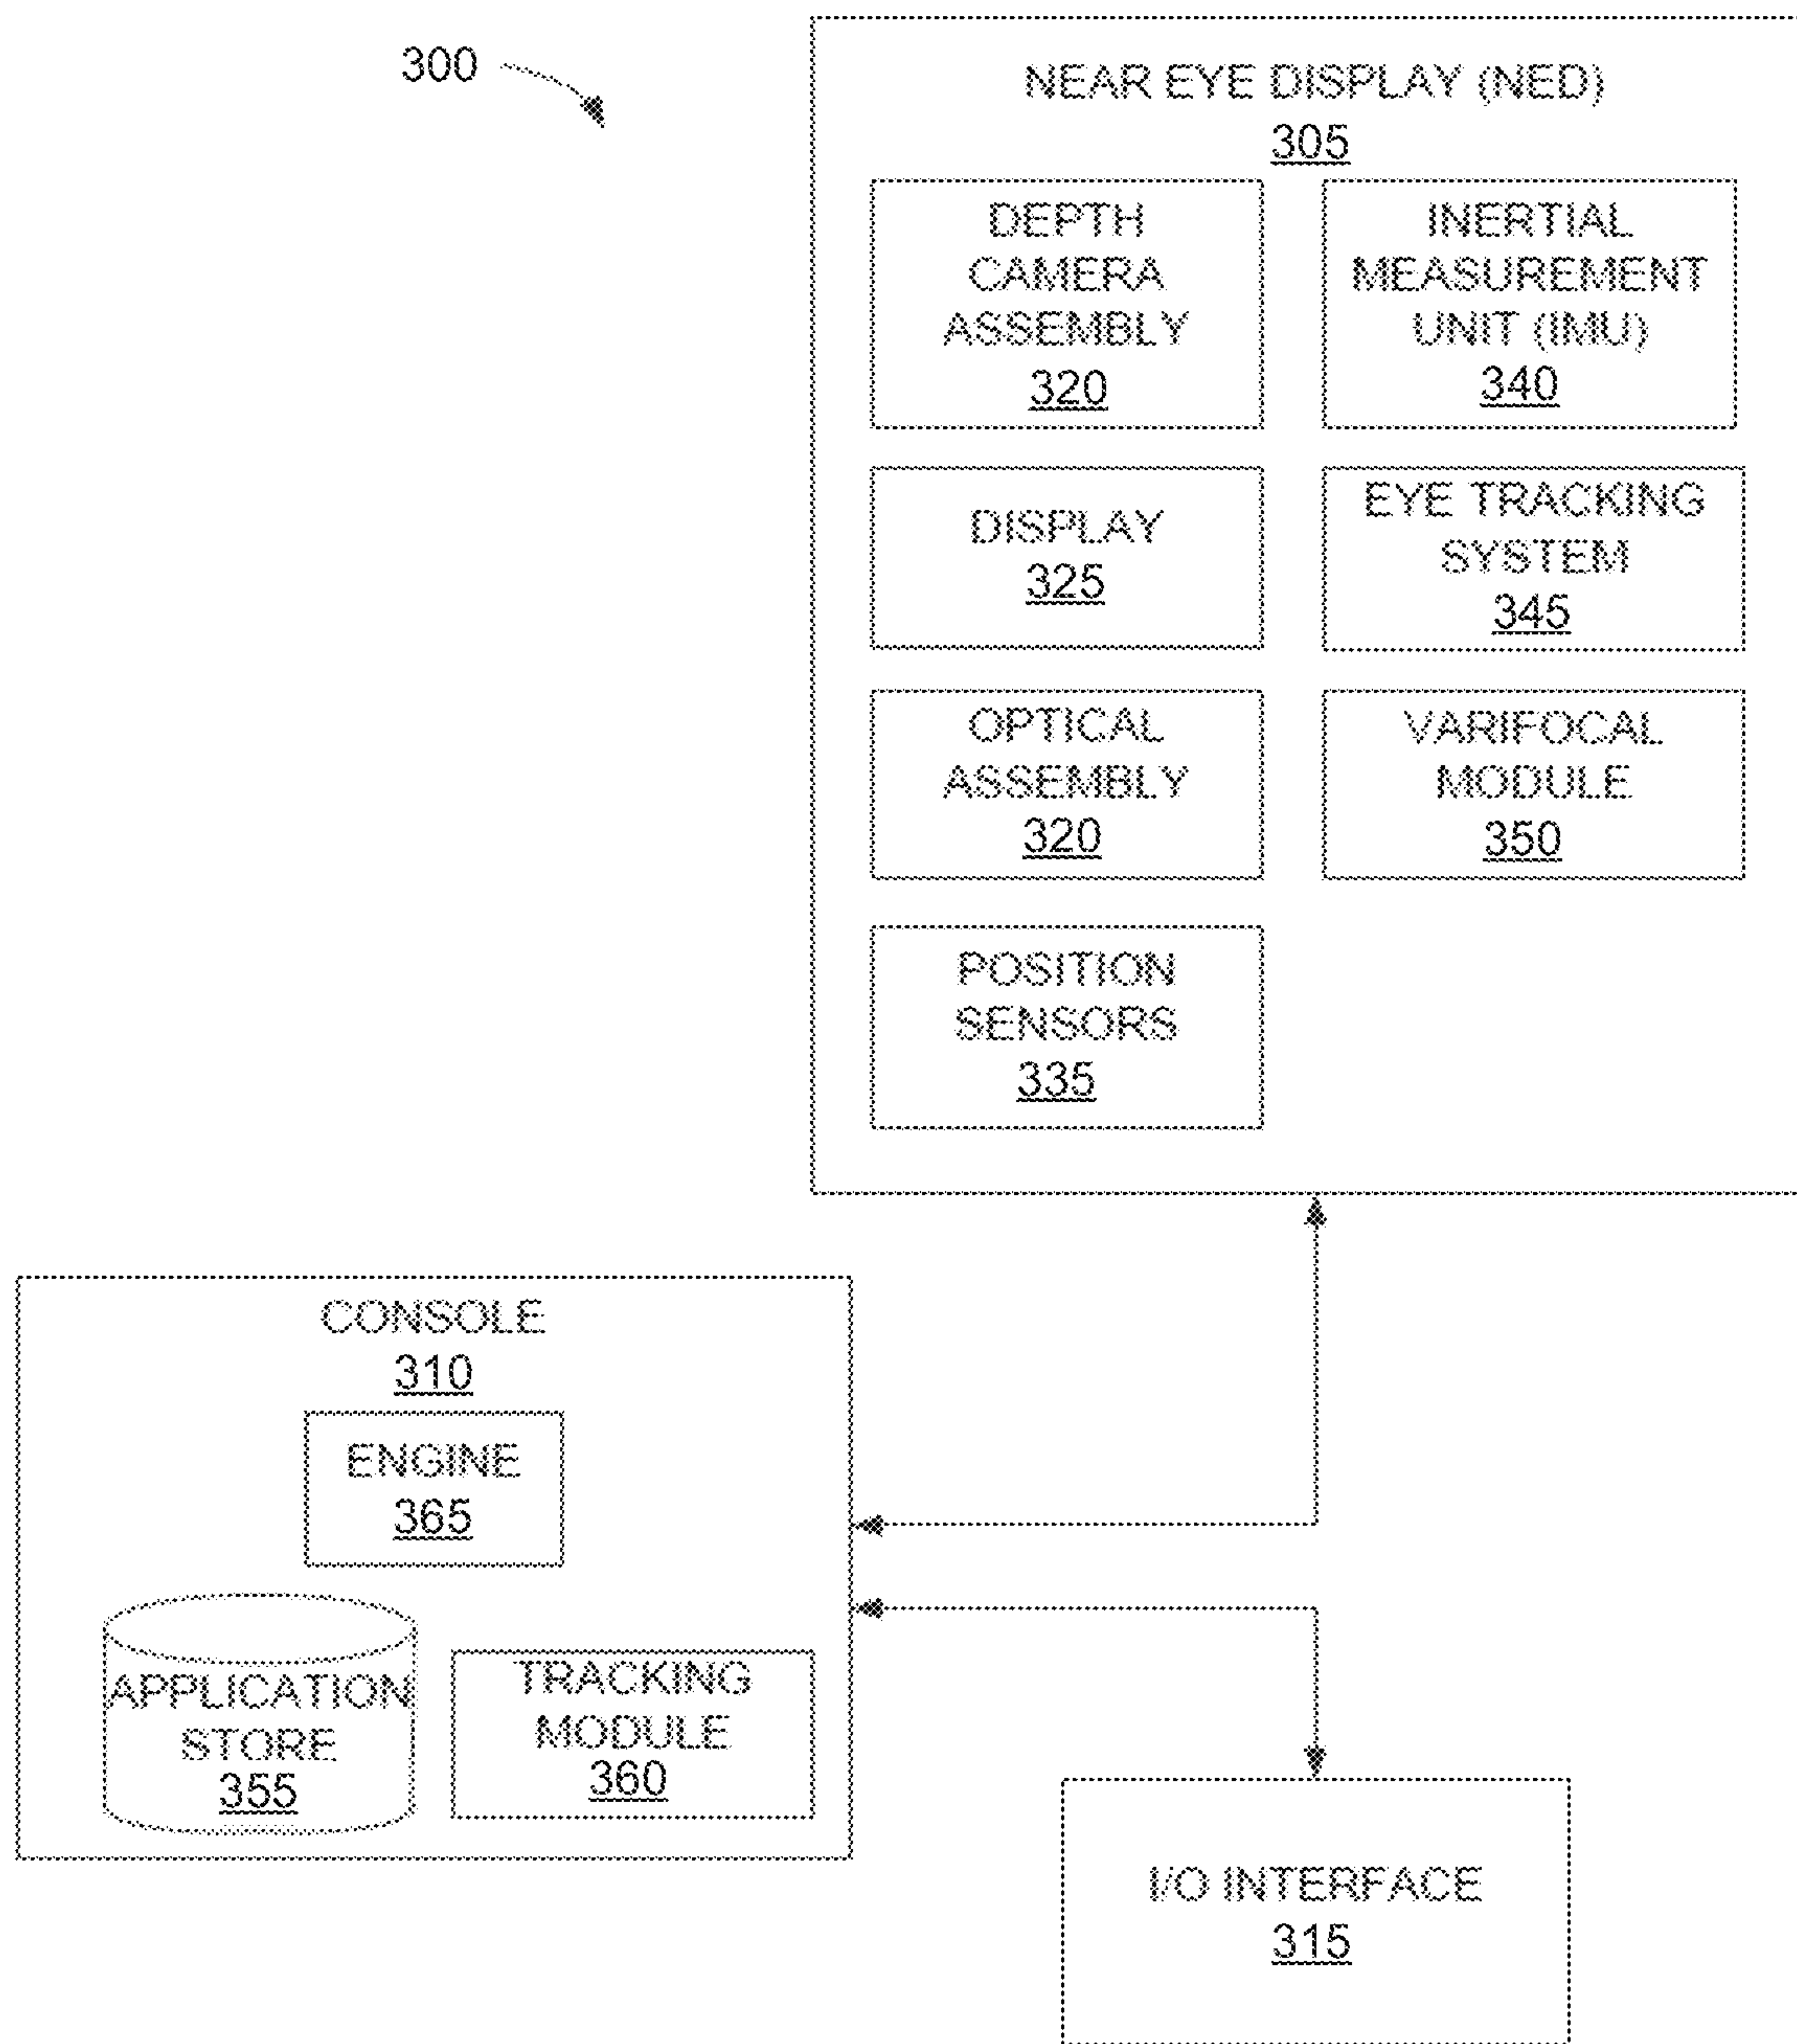 300
NEAR EYE DISPLAY (NED)
305
DEPTH
CAMERA
ASSEMBLY
320
INERTIAL
MEASUREMENT
UNIT (IMU)
340
DISPLAY
325
EYE TRACKING
SYSTEM
345
OPTICAL
ASSEMBLY
320
VARIFOCAL
MODULE
350
POSITION
SENSORS
335
CONSOLE
310
ENGINE
365
APPLICATION
STORE
355
TRACKING
MODULE
360
I/O INTERFACE
315